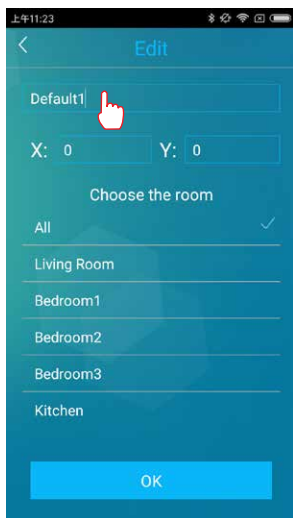 上午11:23
Edit
Default1
X: 0 Y: 0
Choose the room
All
Living Room
Bedroom1
Bedroom2
Bedroom3
Kitchen
OK